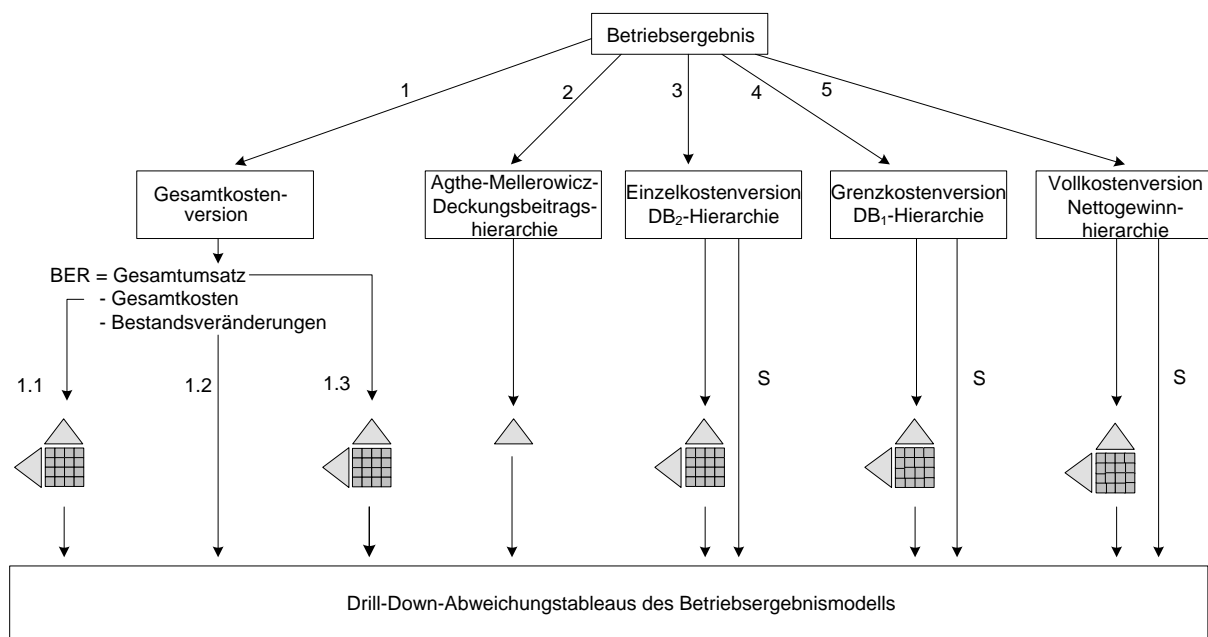 Betriebsergebnis
1
2
3
4
5
Gesamtkosten-
version
Agthe-Mellerowicz-
Deckungsbeitrags-
hierarchie
Einzelkostenversion
DB₂-Hierarchie
Grenzkostenversion
DB₁-Hierarchie
Vollkostenversion
Nettogewinn-
hierarchie
BER = Gesamtumsatz
- Gesamtkosten
- Bestandsveränderungen
1.1
1.2
1.3
S
S
S
Drill-Down-Abweichungstableaus des Betriebsergebnismodells